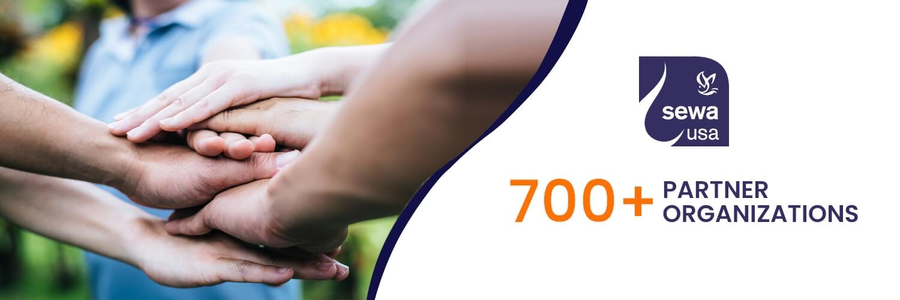 sewa
usa
700+ PARTNER
ORGANIZATIONS